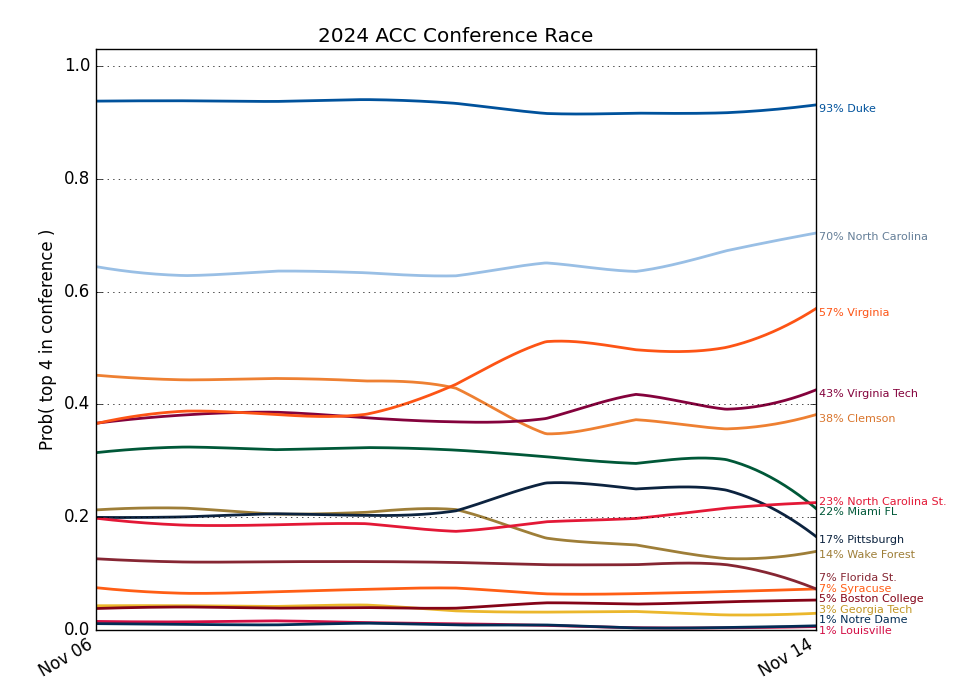 2024 ACC Conference Race
Prob( top 4 in conference )
1.0
0.8
0.6
0.4
0.2
0.0
Nov 06
Nov 14
93% Duke
70% North Carolina
57% Virginia
43% Virginia Tech
38% Clemson
23% North Carolina St.
22% Miami FL
17% Pittsburgh
14% Wake Forest
7% Florida St.
7% Syracuse
5% Boston College
3% Georgia Tech
1% Notre Dame
1% Louisville